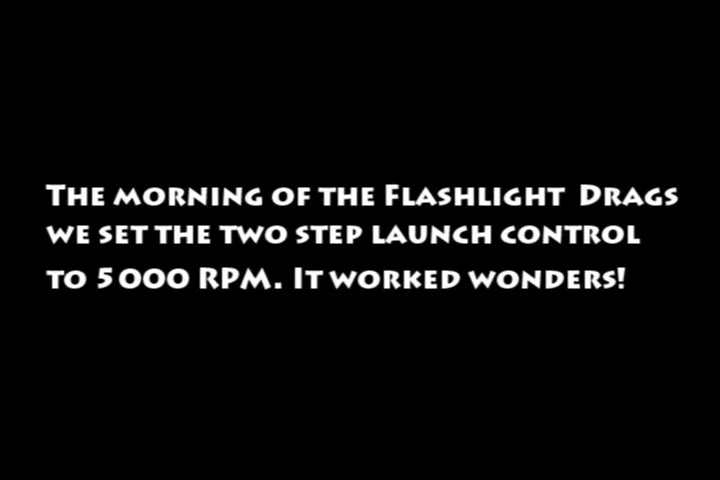 The morning of the Flashlight Drags
we set the two step launch control
to 5000 RPM. It worked wonders!